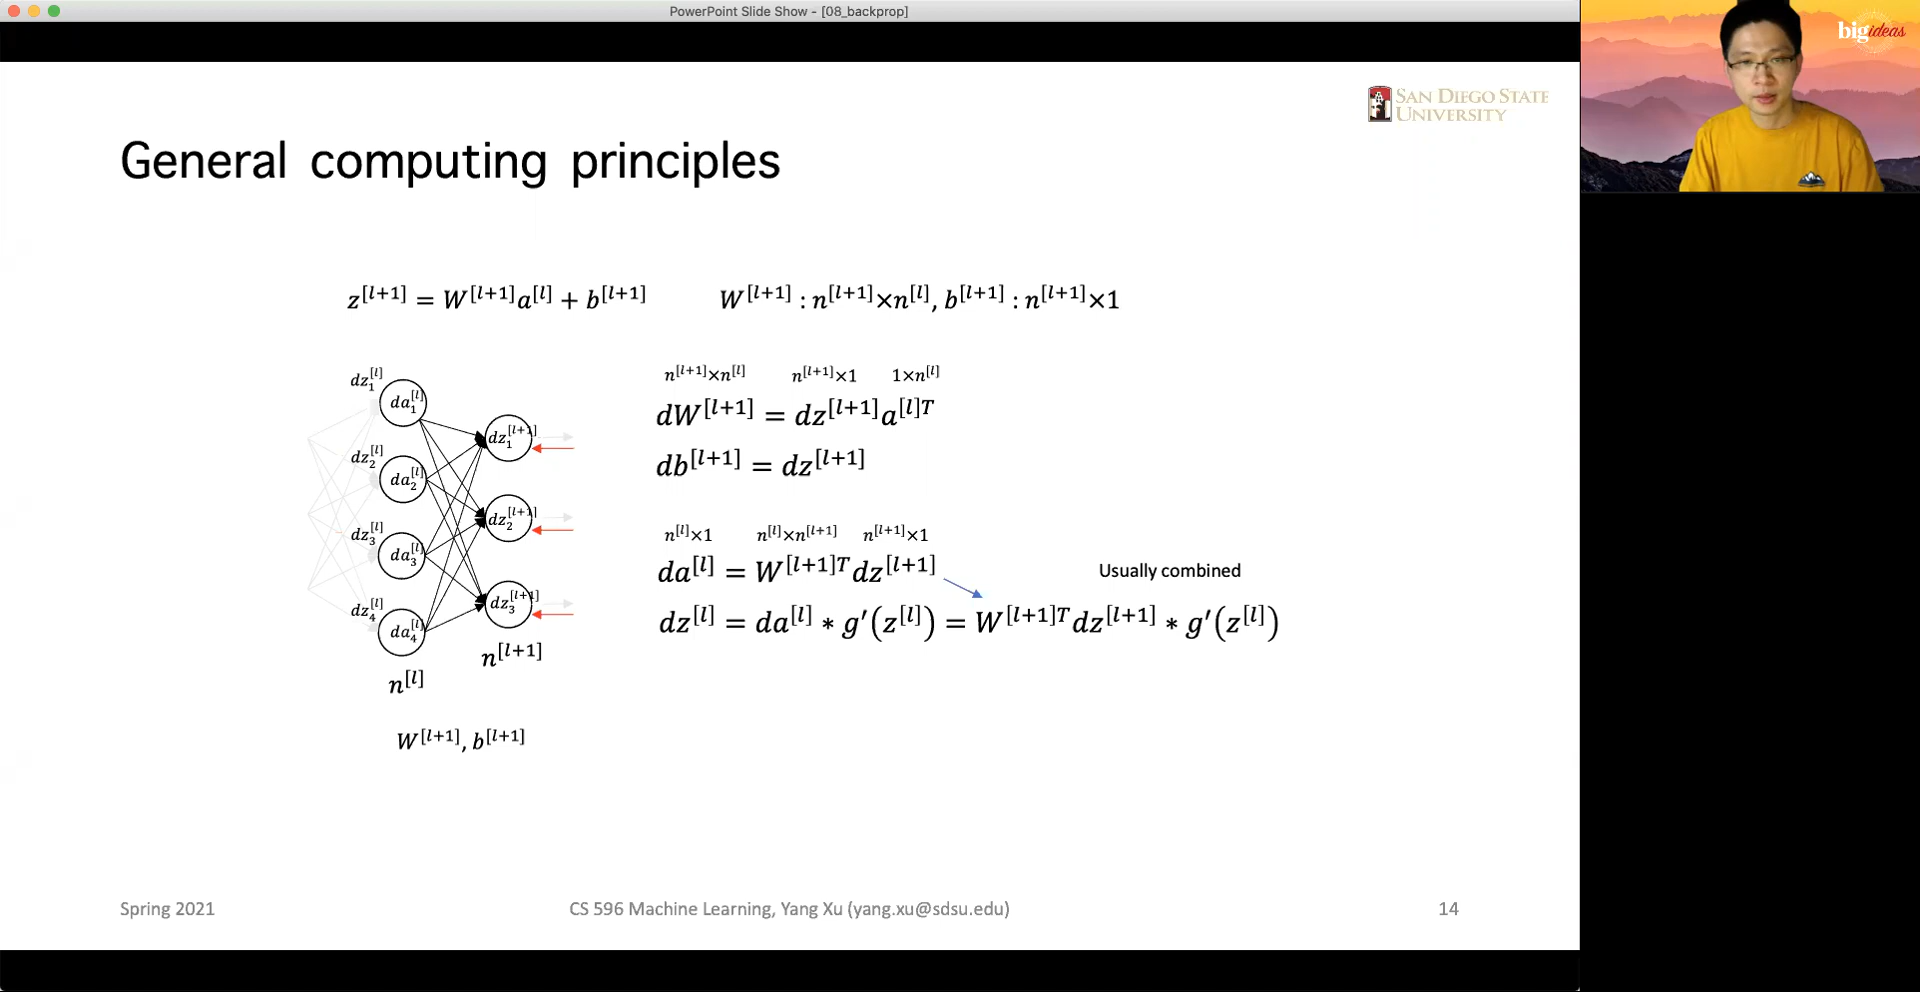 PowerPoint Slide Show - [08_backprop]
bigideas
SAN DIEGO STATE
UNIVERSITY
General computing principles
z^[l+1] = W^[l+1]a^[l] + b^[l+1]
W^[l+1] : n^[l+1]×n^[l], b^[l+1] : n^[l+1]×1
dz_1^[l]
da_1^[l]
dz_2^[l]
da_2^[l]
dz_3^[l]
da_3^[l]
dz_4^[l]
da_4^[l]
n^[l]
dz_1^[l+1]
dz_2^[l+1]
dz_3^[l+1]
n^[l+1]
W^[l+1], b^[l+1]
n^[l+1]×n^[l] n^[l+1]×1 1×n^[l]
dW^[l+1] = dz^[l+1]a^[l]T
db^[l+1] = dz^[l+1]
n^[l]×1 n^[l]×n^[l+1] n^[l+1]×1
da^[l] = W^[l+1]T dz^[l+1]
Usually combined
dz^[l] = da^[l] * g′(z^[l]) = W^[l+1]T dz^[l+1] * g′(z^[l])
Spring 2021
CS 596 Machine Learning, Yang Xu (yang.xu@sdsu.edu)
14